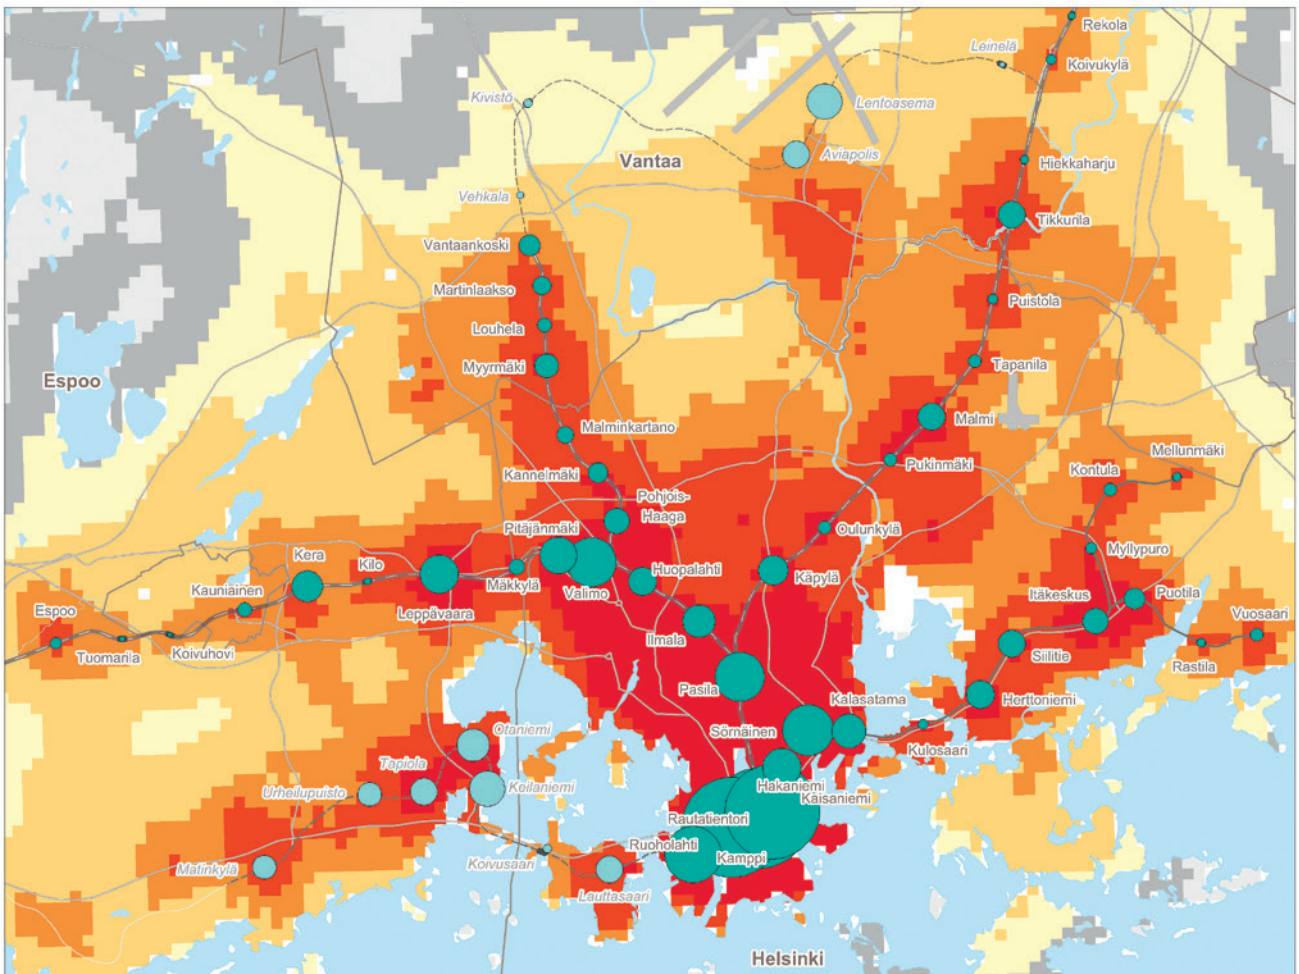 Rekola
Leinelä
Koivukylä
Kivistö
Lentoasema
Vantaa
Aviapolis
Hiekkaharju
Vehkala
Tikkurila
Vantaankoski
Martinlaakso
Puistola
Louhela
Myyrmäki
Tapanila
Espoo
Malmi
Malminkartano
Mellunmäki
Pukinmäki
Kontula
Kannelmäki
Pohjois-
Haaga
Pitäjänmäki
Oulunkylä
Myllypuro
Kera
Kilo
Mäkkylä
Valimo
Huopalahti
Käpylä
Kauniainen
Itäkeskus
Puotila
Espoo
Leppävaara
Vuosaari
Ilmala
Tuomarila
Koivuhovi
Siilitie
Rastila
Pasila
Kalasatama
Herttoniemi
Otaniemi
Sörnäinen
Kulosaari
Tapiola
Urheilupuisto
Keilaniemi
Hakaniemi
Kaisaniemi
Rautatientori
Ruoholahti
Kamppi
Koivusaari
Matinkylä
Lauttasaari
Helsinki